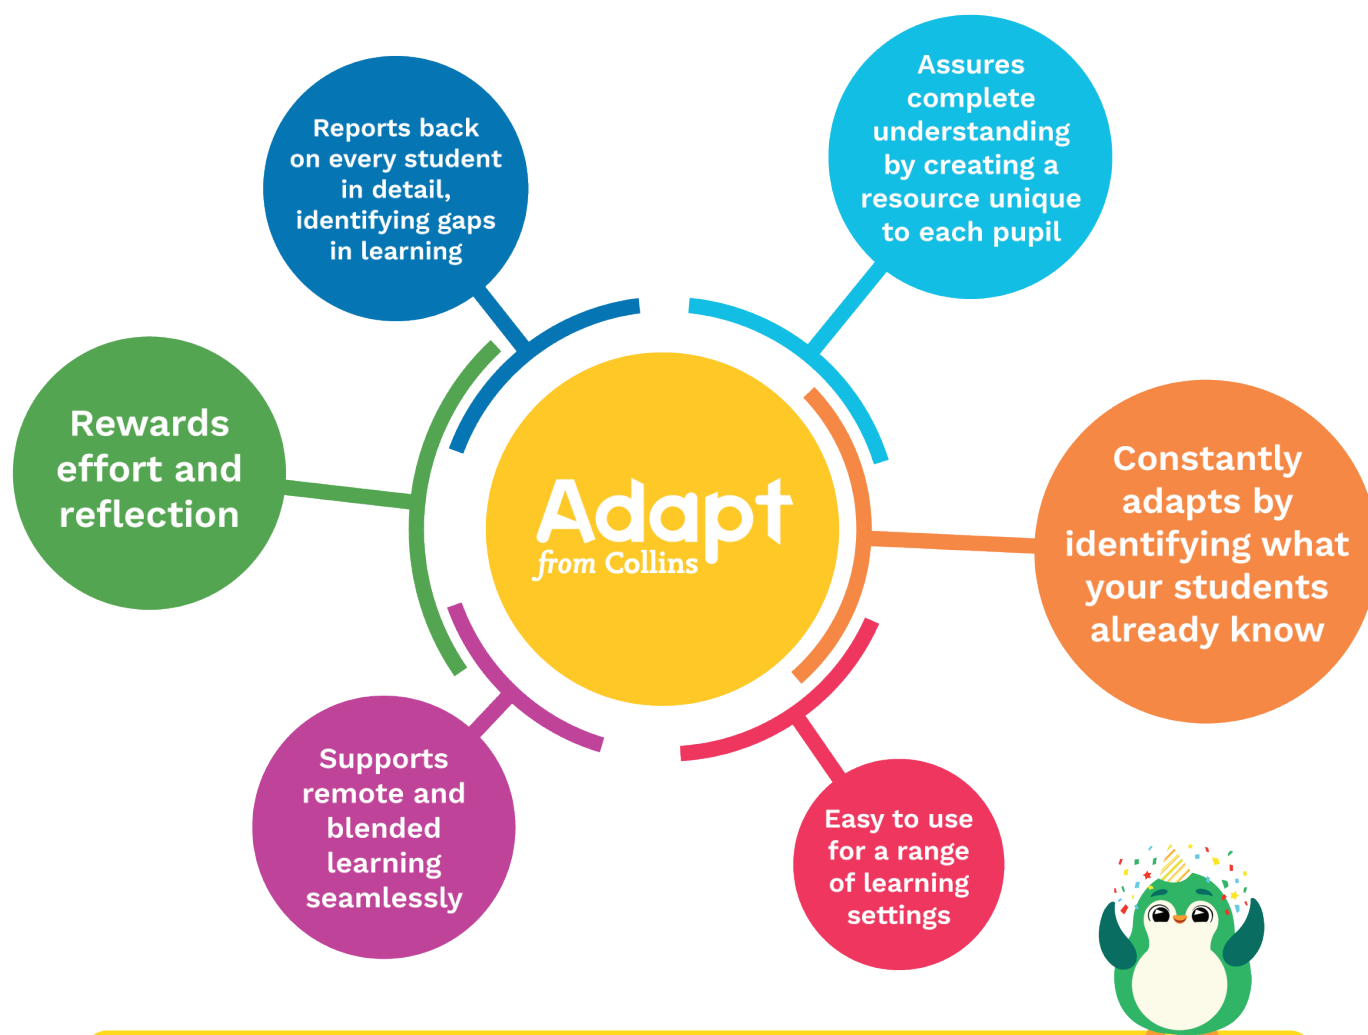 Assures
complete
understanding
by creating a
resource unique
to each pupil
Reports back
on every student
in detail,
identifying gaps
in learning
Rewards
effort and
reflection
Adapt
from Collins
Constantly
adapts by
identifying what
your students
already know
Supports
remote and
blended
learning
seamlessly
Easy to use
for a range
of learning
settings